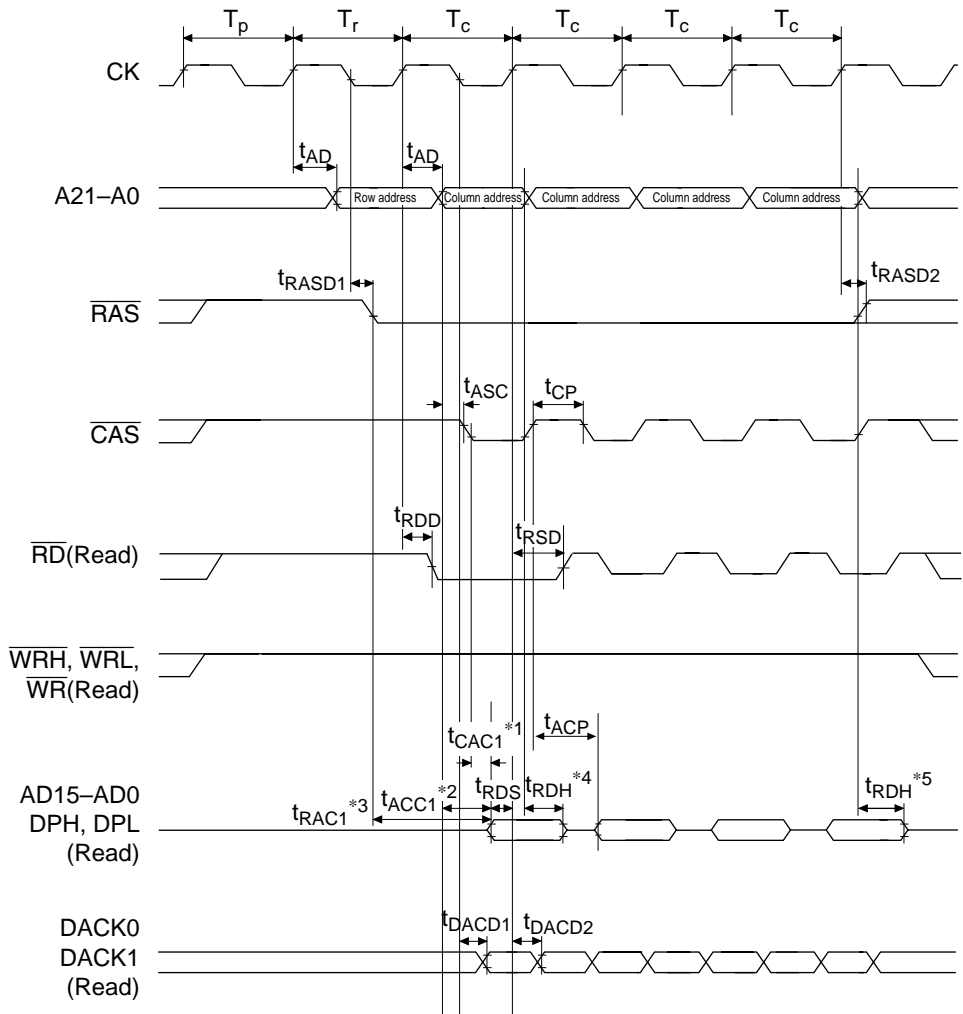 Tp Tr Tc Tc Tc Tc
CK
tAD tAD
A21–A0 Row address Column address Column address Column address Column address
tRASD1 tRASD2
RAS
tASC tCP
CAS
tRDD tRSD
RD(Read)
WRH, WRL,
WR(Read)
tCAC1*1 tACP
AD15–AD0
DPH, DPL
(Read)
tRAC1*3 tACC1*2 tRDS tRDH*4 tRDH*5
DACK0
DACK1
(Read)
tDACD1 tDACD2